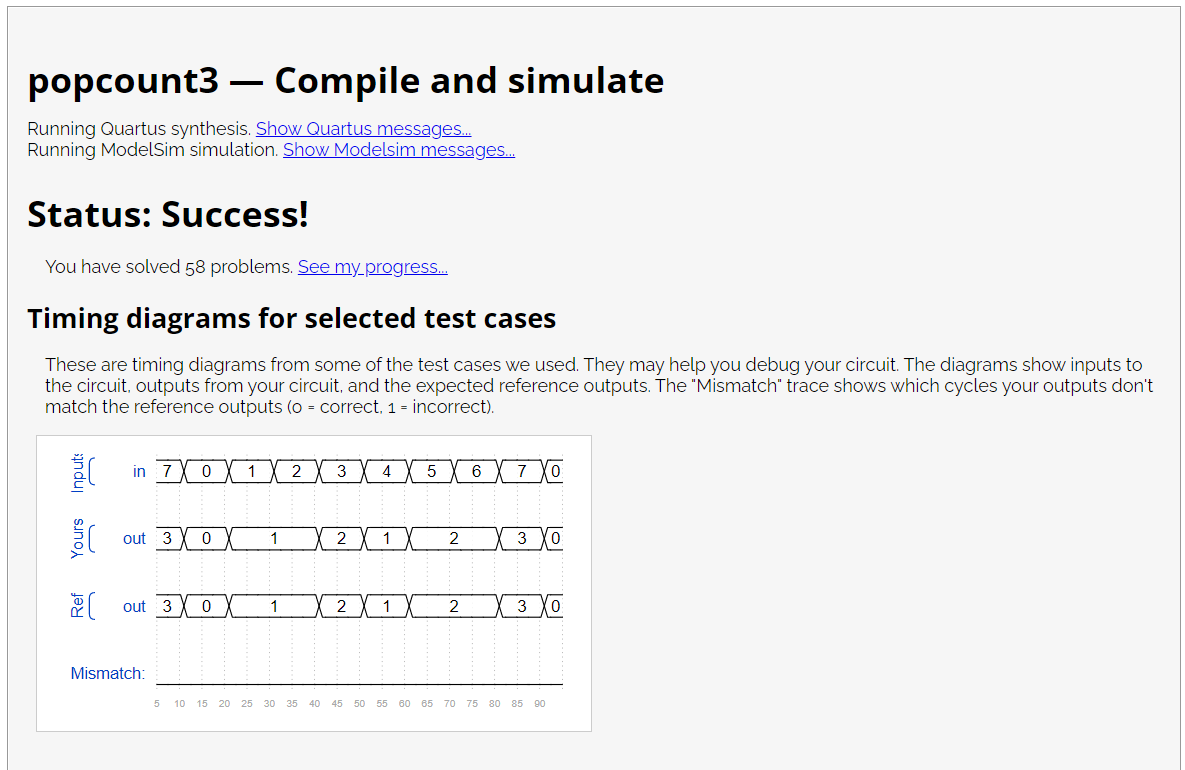 popcount3 — Compile and simulate
Running Quartus synthesis. Show Quartus messages...
Running ModelSim simulation. Show Modelsim messages...
Status: Success!
You have solved 58 problems. See my progress...
Timing diagrams for selected test cases
These are timing diagrams from some of the test cases we used. They may help you debug your circuit. The diagrams show inputs to
the circuit, outputs from your circuit, and the expected reference outputs. The "Mismatch" trace shows which cycles your outputs don't
match the reference outputs (0 = correct, 1 = incorrect).
Inputs in 7 0 1 2 3 4 5 6 7 0
Yours out 3 0 1 2 1 2 3 0
Ref out 3 0 1 2 1 2 3 0
Mismatch:
5 10 15 20 25 30 35 40 45 50 55 60 65 70 75 80 85 90